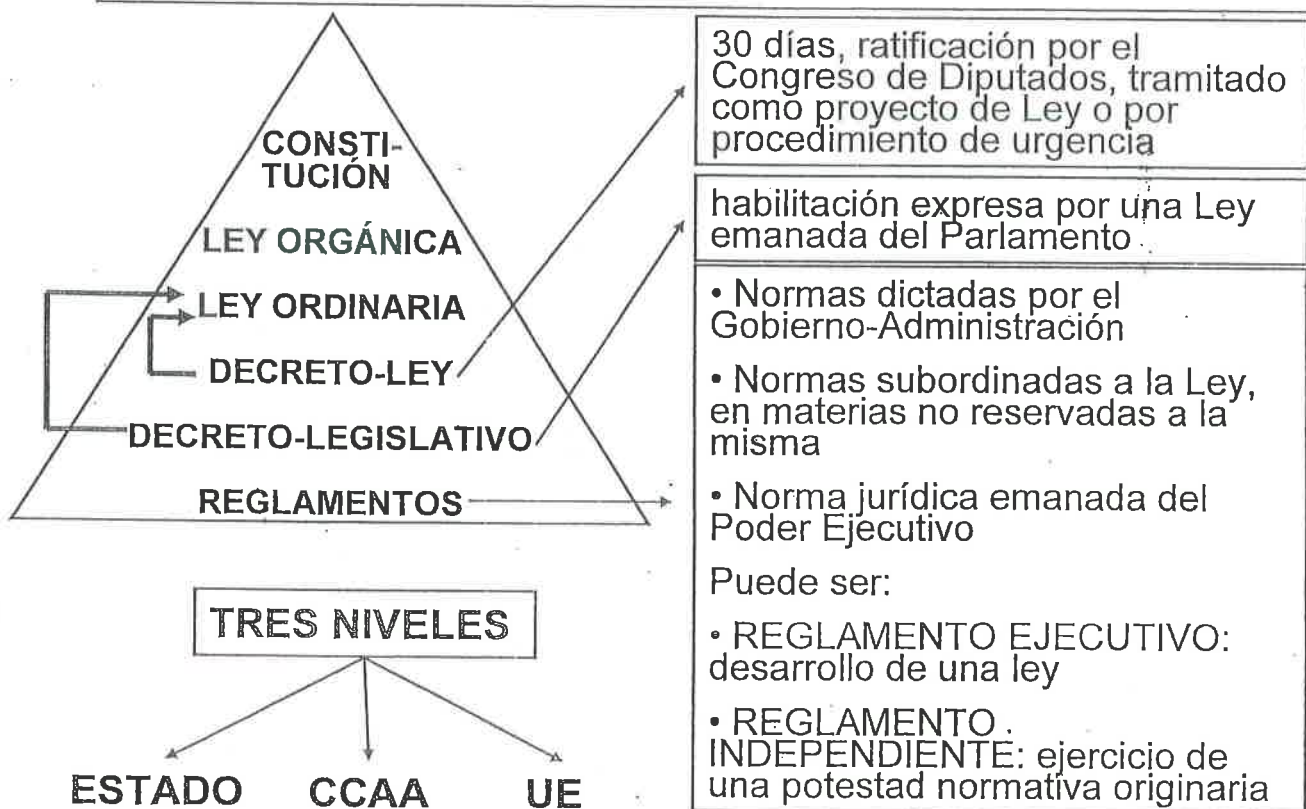 CONSTI-
TUCIÓN
LEY ORGÁNICA
LEY ORDINARIA
DECRETO-LEY
DECRETO-LEGISLATIVO
REGLAMENTOS
TRES NIVELES
ESTADO CCAA UE
30 días, ratificación por el
Congreso de Diputados, tramitado
como proyecto de Ley o por
procedimiento de urgencia
habilitación expresa por una Ley
emanada del Parlamento
• Normas dictadas por el
Gobierno-Administración
• Normas subordinadas a la Ley,
en materias no reservadas a la
misma
• Norma jurídica emanada del
Poder Ejecutivo
Puede ser:
• REGLAMENTO EJECUTIVO:
desarrollo de una ley
• REGLAMENTO
INDEPENDIENTE: ejercicio de
una potestad normativa originaria